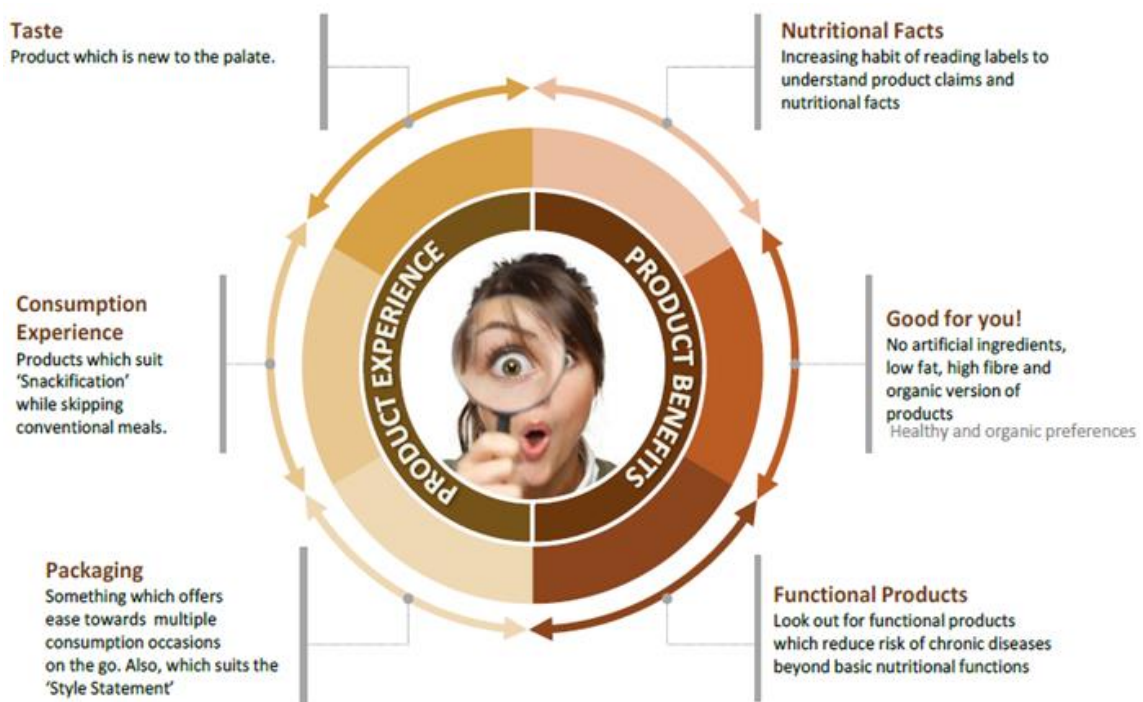 Taste
Product which is new to the palate.
Nutritional Facts
Increasing habit of reading labels to
understand product claims and
nutritional facts
Consumption
Experience
Products which suit
‘Snackification’
while skipping
conventional meals.
PRODUCT EXPERIENCE
PRODUCT BENEFITS
Good for you!
No artificial ingredients,
low fat, high fibre and
organic version of
products
Healthy and organic preferences
Packaging
Something which offers
ease towards multiple
consumption occasions
on the go. Also, which suits the
‘Style Statement’
Functional Products
Look out for functional products
which reduce risk of chronic diseases
beyond basic nutritional functions